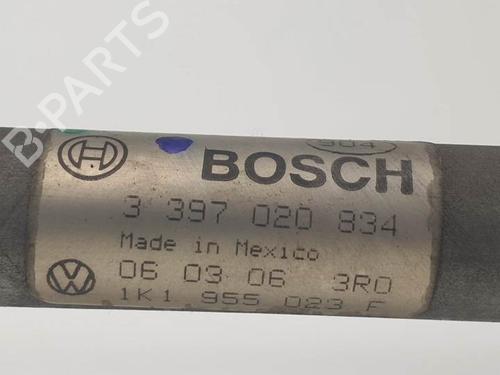 B-PARTS
904
BOSCH
3 397 020 834
Made in Mexico
06 03 06 3R0
1K1 955 023 F